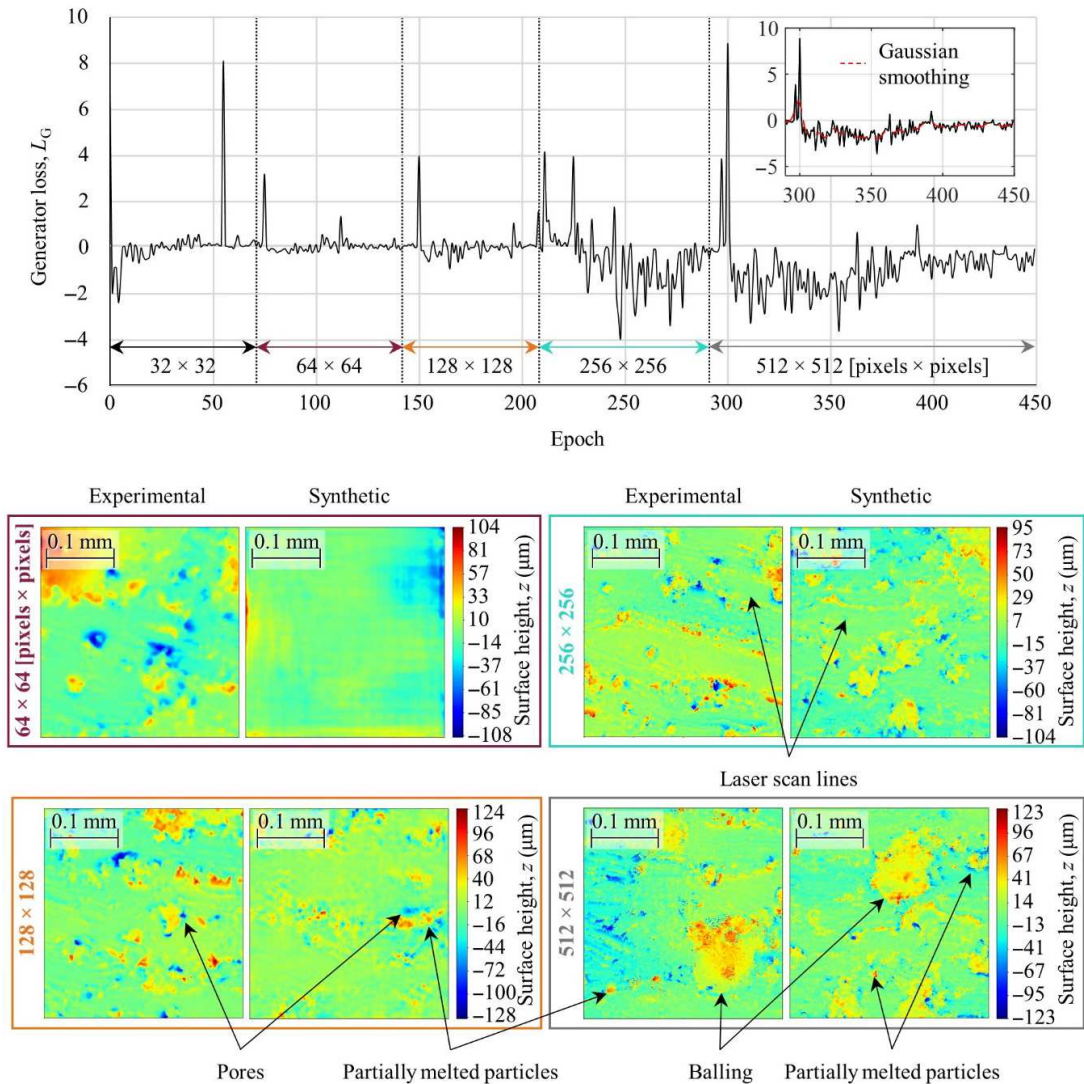 10
8
6
4
2
0
−2
−4
−6
Generator loss, L_G
10
5
0
−5
300 350 400 450
Gaussian
smoothing
32 × 32
64 × 64
128 × 128
256 × 256
512 × 512 [pixels × pixels]
0 50 100 150 200 250 300 350 400 450
Epoch
Experimental Synthetic
64 × 64 [pixels × pixels]
0.1 mm
0.1 mm
104
81
57
33
10
−14
−37
−61
−85
−108
Surface height, z (μm)
Experimental Synthetic
256 × 256
0.1 mm
0.1 mm
95
73
50
29
7
−15
−37
−60
−81
−104
Surface height, z (μm)
Laser scan lines
128 × 128
0.1 mm
0.1 mm
124
96
68
40
12
−16
−44
−72
−100
−128
Surface height, z (μm)
512 × 512
0.1 mm
0.1 mm
123
96
67
41
14
−13
−41
−67
−95
−123
Surface height, z (μm)
Pores
Partially melted particles
Balling
Partially melted particles